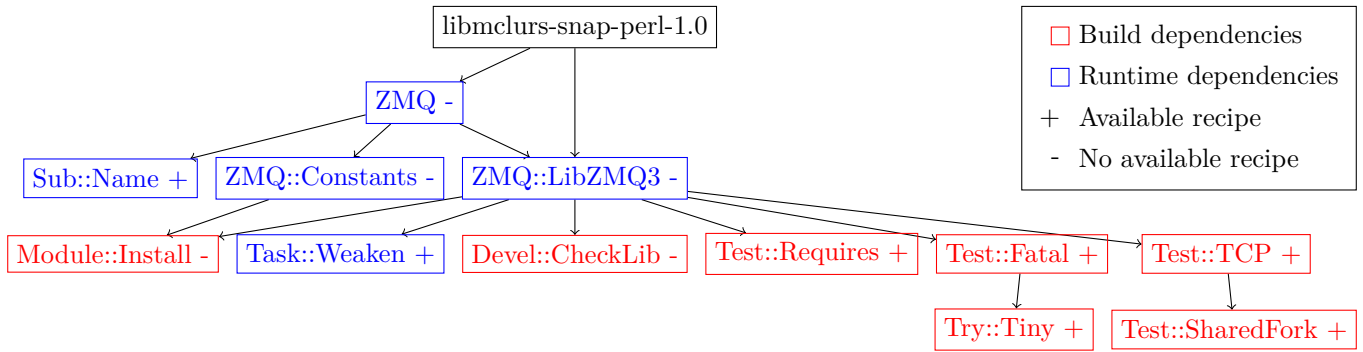 libmclurs-snap-perl-1.0
Build dependencies
Runtime dependencies
+ Available recipe
- No available recipe
ZMQ -
Sub::Name +
ZMQ::Constants -
ZMQ::LibZMQ3 -
Module::Install -
Task::Weaken +
Devel::CheckLib -
Test::Requires +
Test::Fatal +
Test::TCP +
Try::Tiny +
Test::SharedFork +